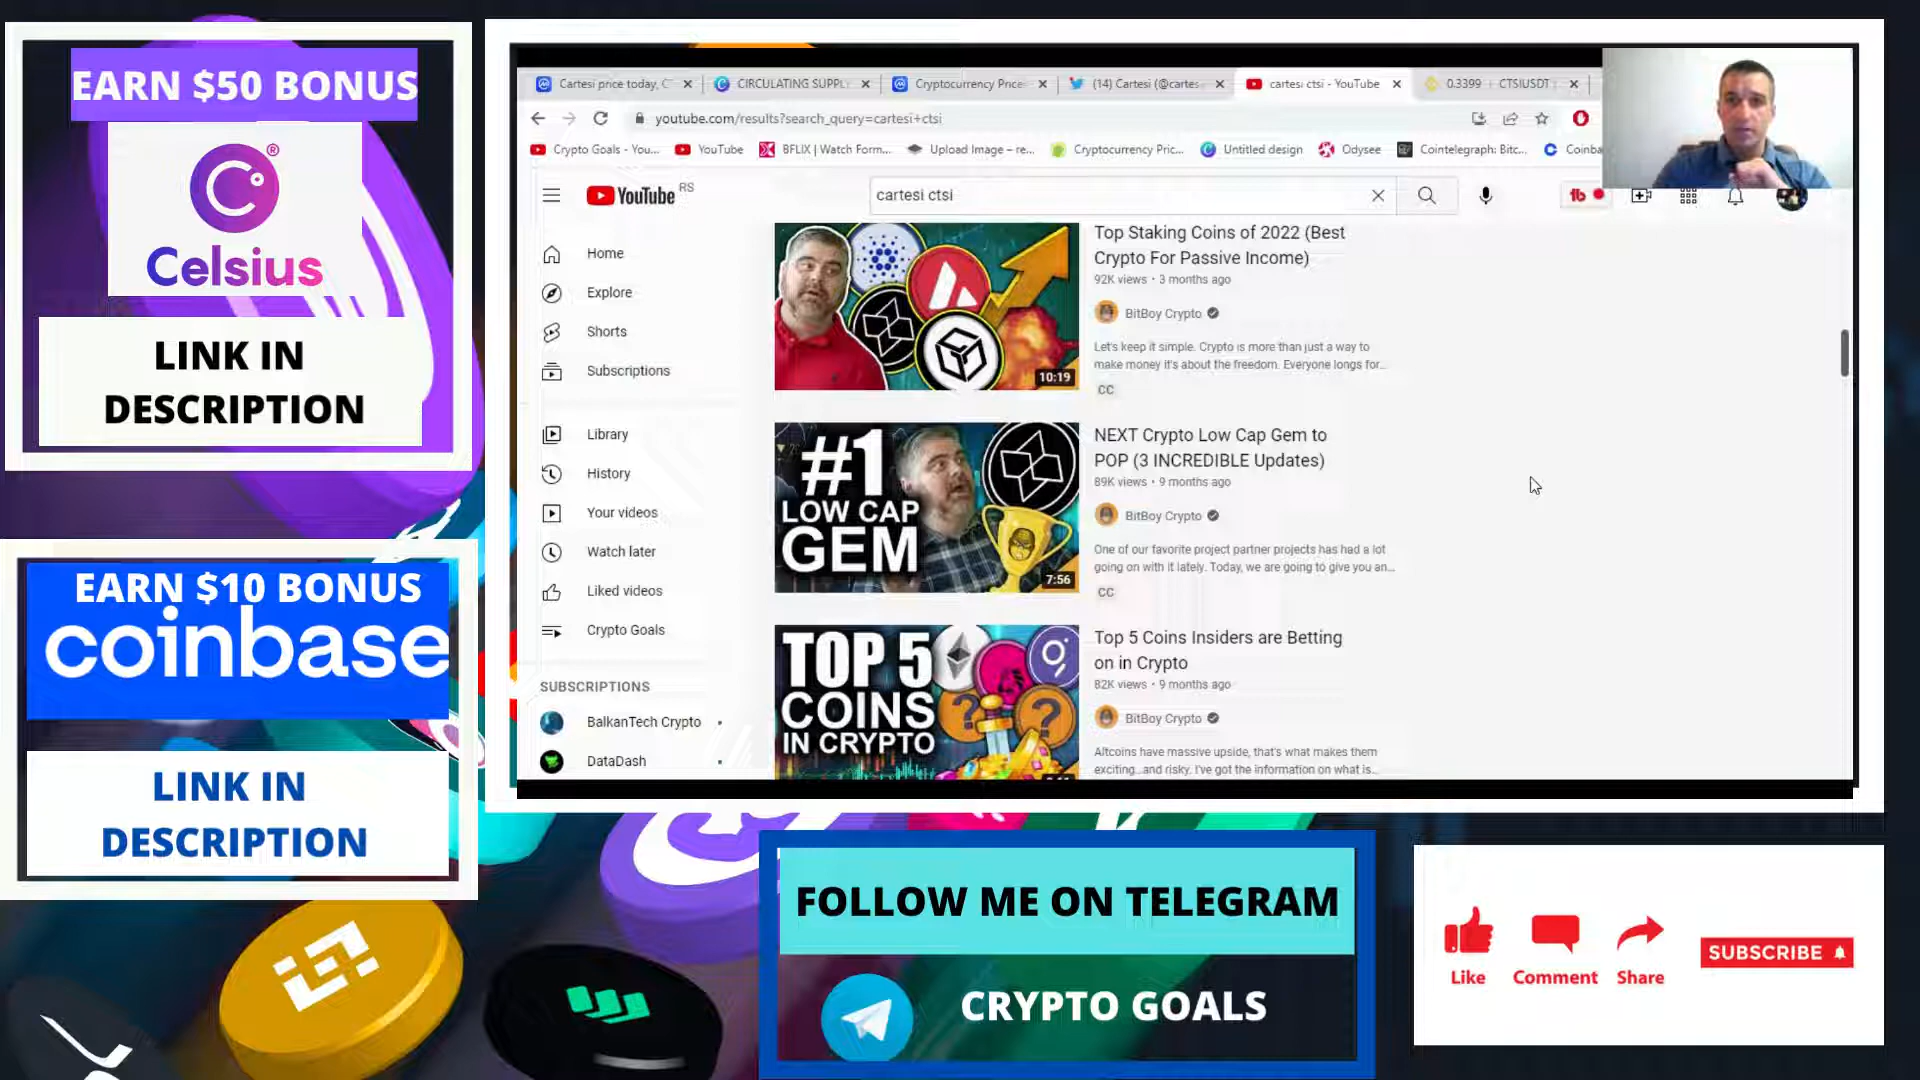 EARN $50 BONUS
Celsius
LINK IN
DESCRIPTION
EARN $10 BONUS
coinbase
LINK IN
DESCRIPTION
Cartesi price today, C
CIRCULATING SUPPLY
Cryptocurrency Price
(14) Cartesi (@cartes
cartesi ctsi - YouTube
0.3399 | CTSIUSDT |
youtube.com/results?search_query=cartesi+ctsi
Crypto Goals - You...
YouTube
BFLIX | Watch Form...
Upload Image – re...
Cryptocurrency Pric...
Untitled design
Odysee
Cointelegraph: Bitc...
Coinba
YouTube RS
cartesi ctsi
Home
Explore
Shorts
Subscriptions
Library
History
Your videos
Watch later
Liked videos
Crypto Goals
SUBSCRIPTIONS
BalkanTech Crypto
DataDash
10:19
Top Staking Coins of 2022 (Best
Crypto For Passive Income)
92K views • 3 months ago
BitBoy Crypto
Let's keep it simple. Crypto is more than just a way to
make money it's about the freedom. Everyone longs for...
CC
#1
LOW CAP
GEM
7:56
NEXT Crypto Low Cap Gem to
POP (3 INCREDIBLE Updates)
89K views • 9 months ago
BitBoy Crypto
One of our favorite project partner projects has had a lot
going on with it lately. Today, we are going to give you an...
CC
TOP 5
COINS
IN CRYPTO
Top 5 Coins Insiders are Betting
on in Crypto
82K views • 9 months ago
BitBoy Crypto
Altcoins have massive upside, that's what makes them
exciting...and risky. I've got the information on what is...
FOLLOW ME ON TELEGRAM
CRYPTO GOALS
Like
Comment
Share
SUBSCRIBE